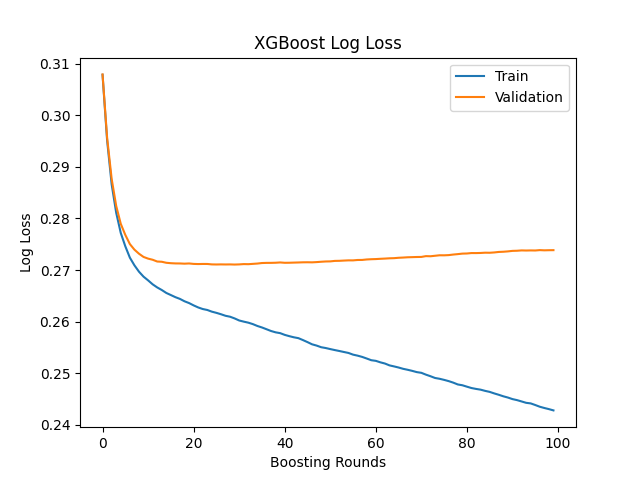 XGBoost Log Loss
Log Loss
0.31
0.30
0.29
0.28
0.27
0.26
0.25
0.24
Train
Validation
0 20 40 60 80 100
Boosting Rounds